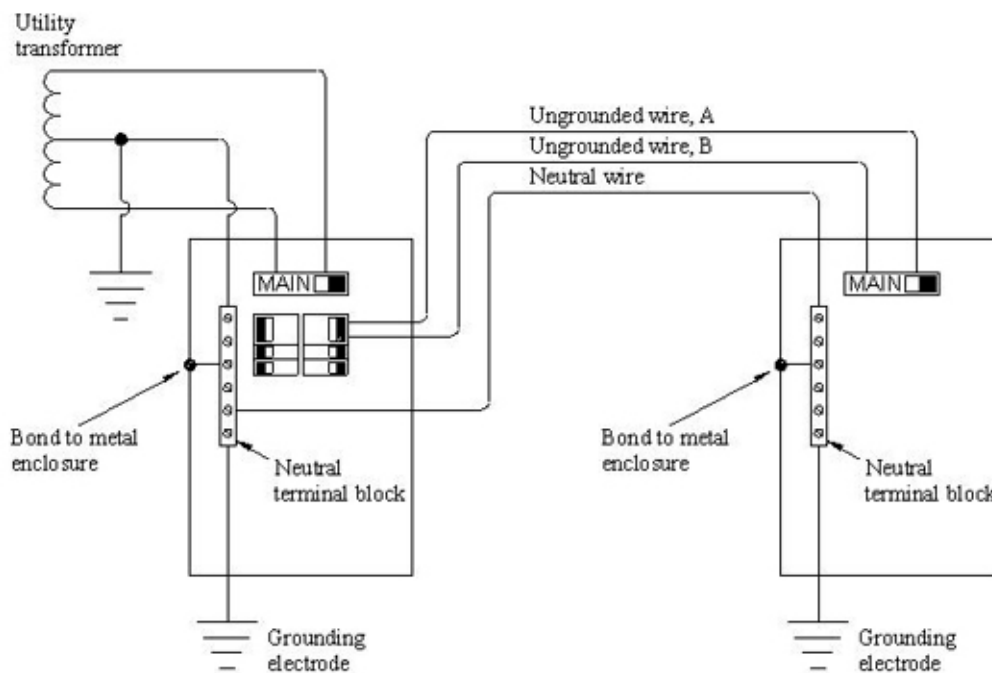 Utility
transformer
Ungrounded wire, A
Ungrounded wire, B
Neutral wire
MAIN
MAIN
Bond to metal
enclosure
Neutral
terminal block
Bond to metal
enclosure
Neutral
terminal block
Grounding
electrode
Grounding
electrode